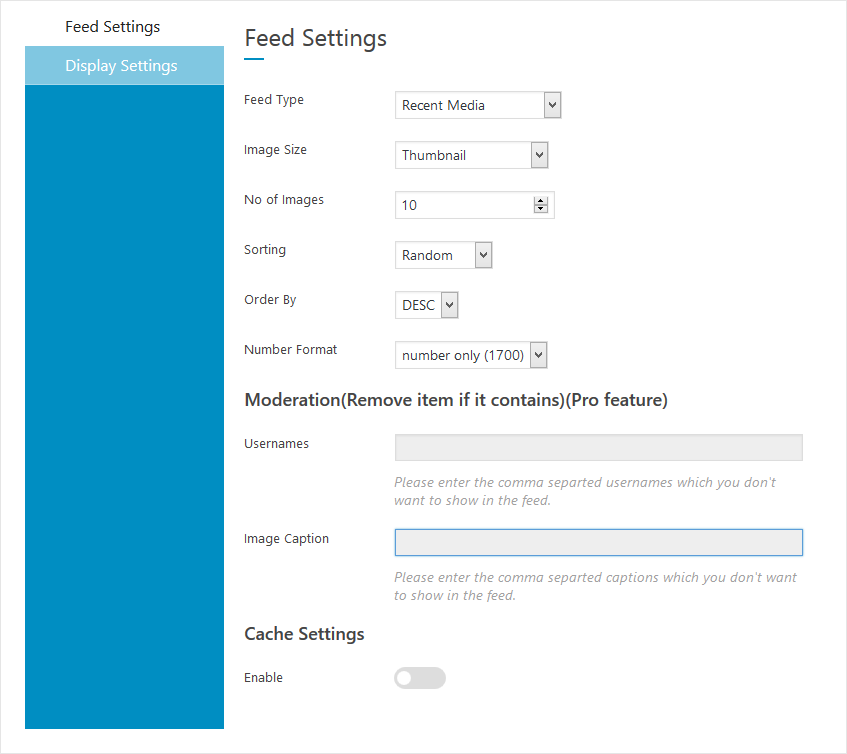 Feed Settings
Display Settings
Feed Settings
Feed Type
Recent Media
Image Size
Thumbnail
No of Images
10
Sorting
Random
Order By
DESC
Number Format
number only (1700)
Moderation(Remove item if it contains)(Pro feature)
Usernames
Please enter the comma separted usernames which you don't
want to show in the feed.
Image Caption
Please enter the comma separted captions which you don't want
to show in the feed.
Cache Settings
Enable